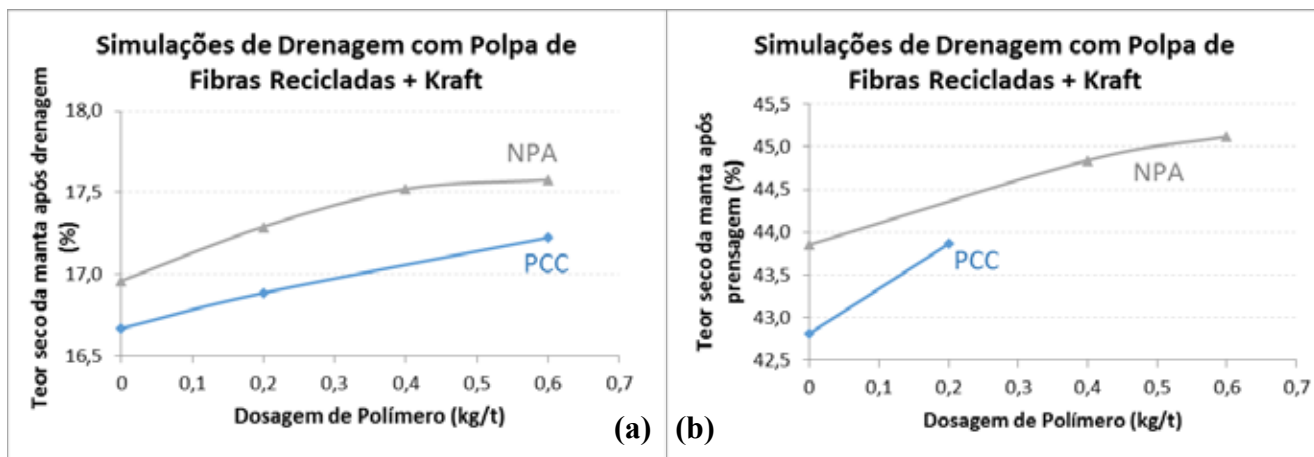 Simulações de Drenagem com Polpa de
Fibras Recicladas + Kraft
Teor seco da manta após drenagem
(%)
18,0
17,5
17,0
16,5
NPA
PCC
0 0,1 0,2 0,3 0,4 0,5 0,6 0,7
Dosagem de Polímero (kg/t)
(a)
Simulações de Drenagem com Polpa de
Fibras Recicladas + Kraft
Teor seco da manta após
prensagem (%)
45,5
45,0
44,5
44,0
43,5
43,0
42,5
NPA
PCC
0 0,1 0,2 0,3 0,4 0,5 0,6 0,7
Dosagem de Polímero (kg/t)
(b)